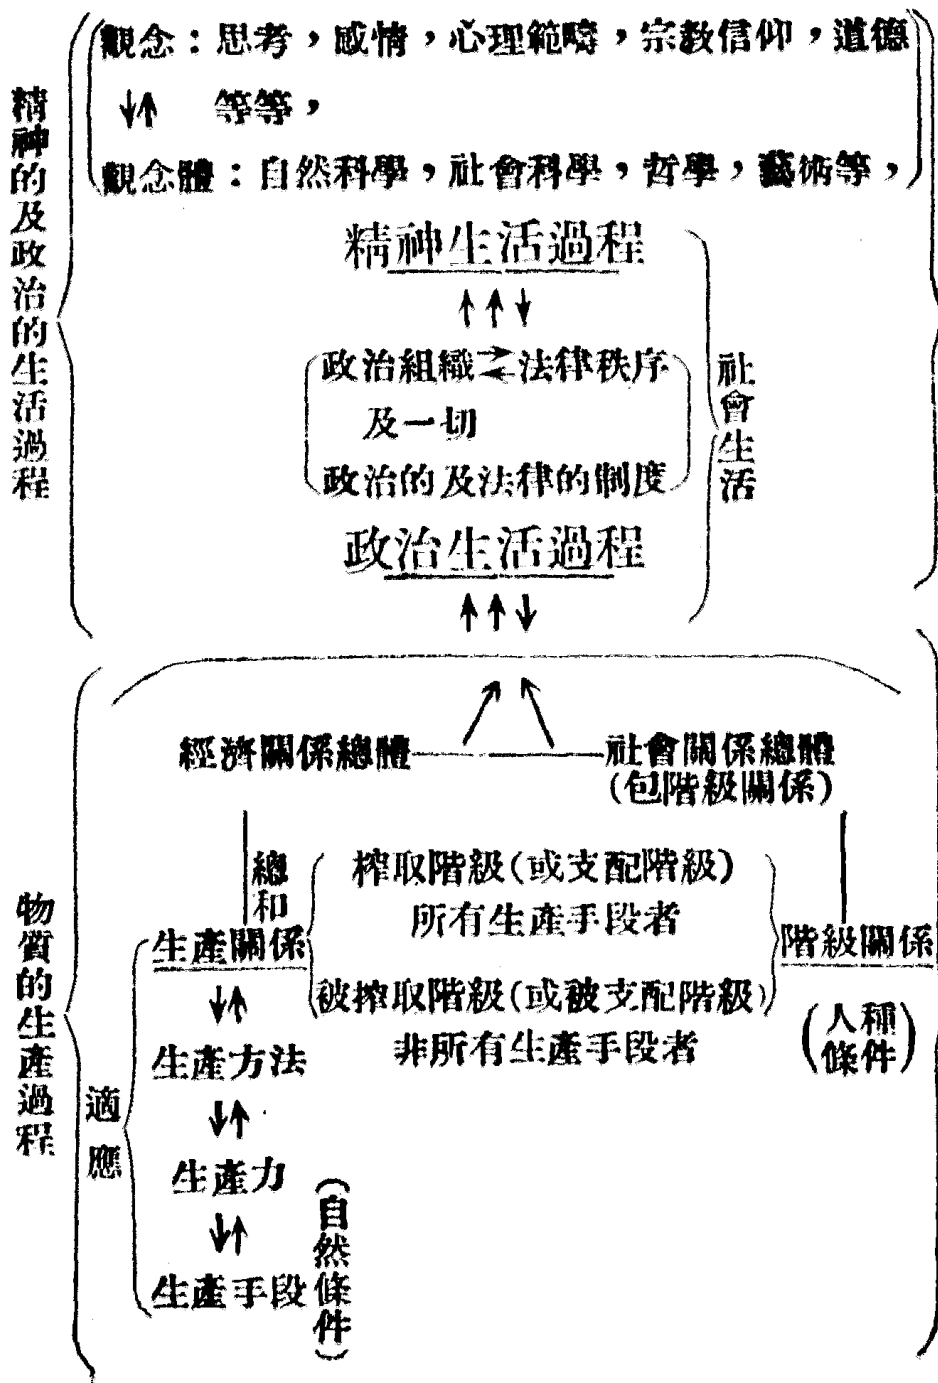 精神的及政治的生活過程
觀念：思考，感情，心理範疇，宗教信仰，道德
等等，
觀念體：自然科學，社會科學，哲學，藝術等，
精神生活過程
政治組織⇄法律秩序
及一切
政治的及法律的制度
政治生活過程
社會生活
物質的生產過程
經濟關係總體
社會關係總體
(包階級關係)
總和
榨取階級(或支配階級)
所有生產手段者
生產關係
階級關係
被搾取階級(或被支配階級)
非所有生產手段者
(人種
條件)
生產方法
適應
生產力
生產手段
(自然條件)